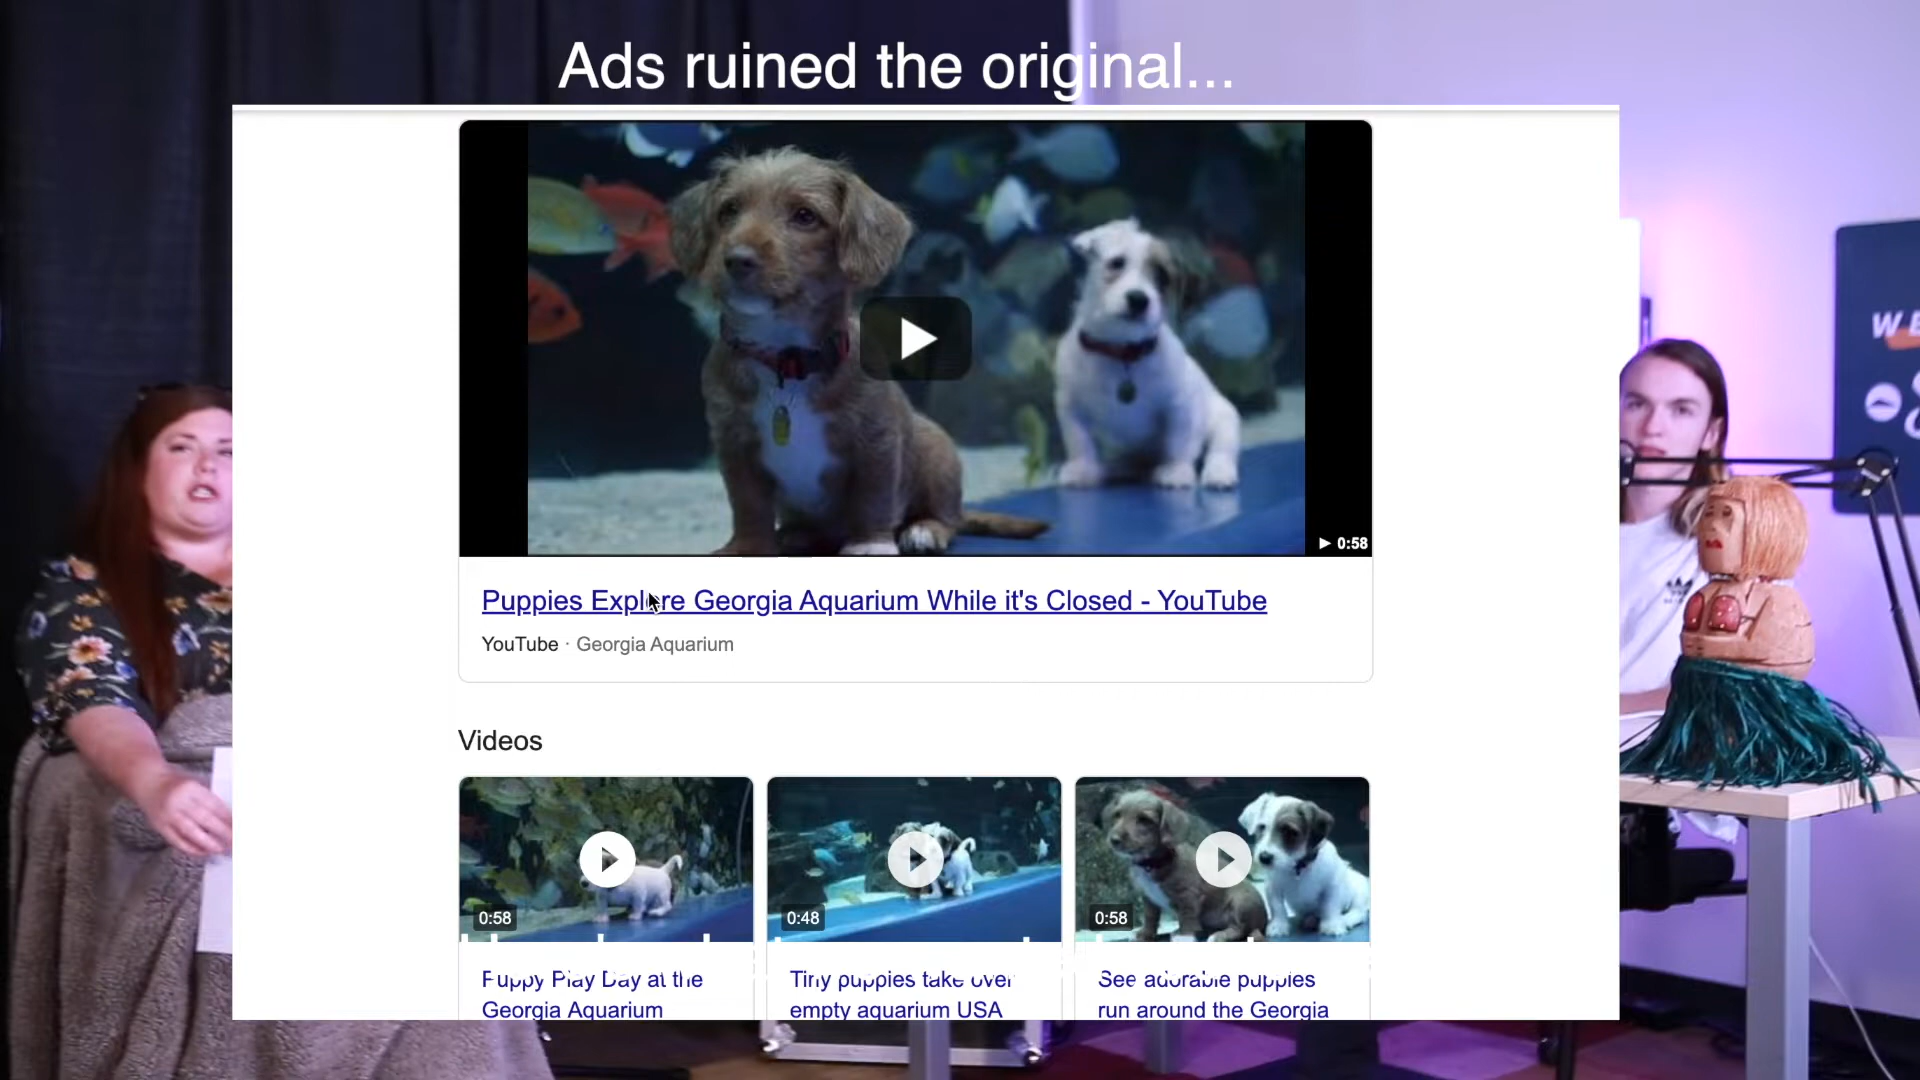 Ads ruined the original...
0:58
Puppies Explore Georgia Aquarium While it's Closed - YouTube
YouTube · Georgia Aquarium
Videos
0:58
0:48
0:58
Puppy Play Day at the
Georgia Aquarium
Tiny puppies take over
empty aquarium USA
See adorable puppies
run around the Georgia